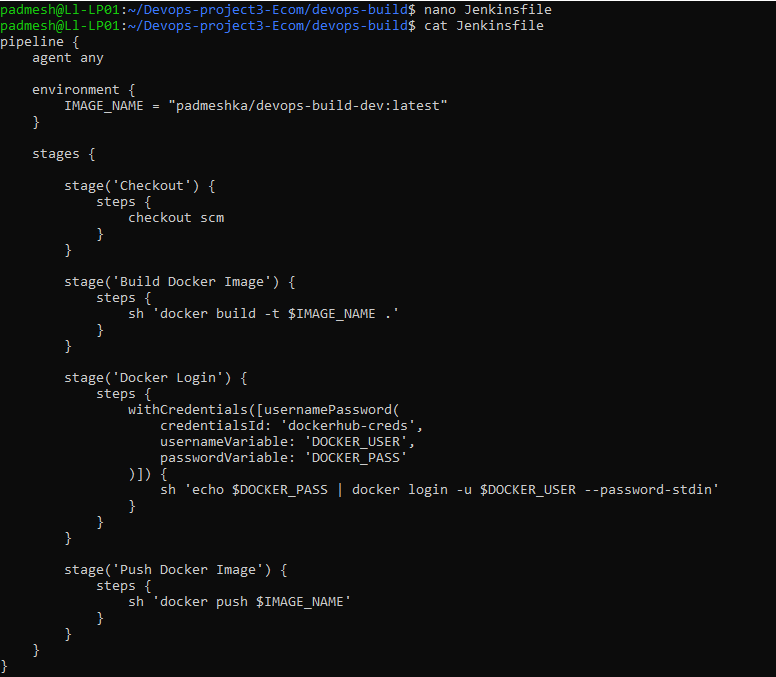 padmesh@Ll-LP01:~/Devops-project3-Ecom/devops-build$ nano Jenkinsfile
padmesh@Ll-LP01:~/Devops-project3-Ecom/devops-build$ cat Jenkinsfile
pipeline {
    agent any

    environment {
        IMAGE_NAME = "padmeshka/devops-build-dev:latest"
    }

    stages {

        stage('Checkout') {
            steps {
                checkout scm
            }
        }

        stage('Build Docker Image') {
            steps {
                sh 'docker build -t $IMAGE_NAME .'
            }
        }

        stage('Docker Login') {
            steps {
                withCredentials([usernamePassword(
                    credentialsId: 'dockerhub-creds',
                    usernameVariable: 'DOCKER_USER',
                    passwordVariable: 'DOCKER_PASS'
                )]) {
                    sh 'echo $DOCKER_PASS | docker login -u $DOCKER_USER --password-stdin'
                }
            }
        }

        stage('Push Docker Image') {
            steps {
                sh 'docker push $IMAGE_NAME'
            }
        }
    }
}